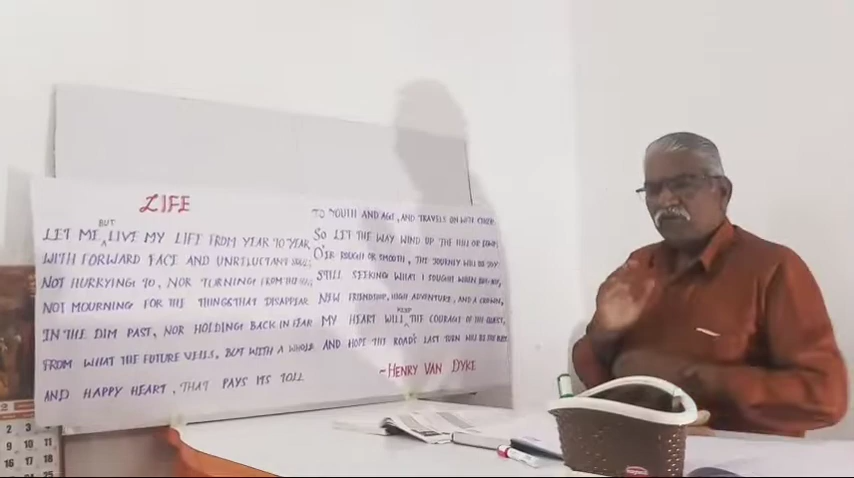 LIFE
LET ME BUT LIVE MY LIFE FROM YEAR TO YEAR
WITH FORWARD FACE AND UNRELUCTANT
NOT HURRYING TO, NOR TURNING FROM THE
NOT MOURNING FOR THE THINGS THAT DISAPPEAR
IN THE DIM PAST, NOR HOLDING BACK IN FEAR
FROM WHAT THE FUTURE VEILS, BUT WITH A WHOLE
AND HAPPY HEART, THAT PAYS ITS TOLL
TO YOUTH AND AGE, AND TRAVELS ON WITH CHEER.
SO LET THE WAY WIND UP THE HILL OR DOWN,
O'ER ROUGH OR SMOOTH, THE JOURNEY WILL BE JOY
STILL SEEKING WHAT I SOUGHT WHEN BUT A BOY,
NEW FRIENDSHIP, HIGH ADVENTURE, AND A CROWN,
MY HEART WILL KEEP THE COURAGE OF THE QUEST,
AND HOPE THE ROAD'S LAST TURN WILL BE THE BEST
-HENRY VAN DYKE